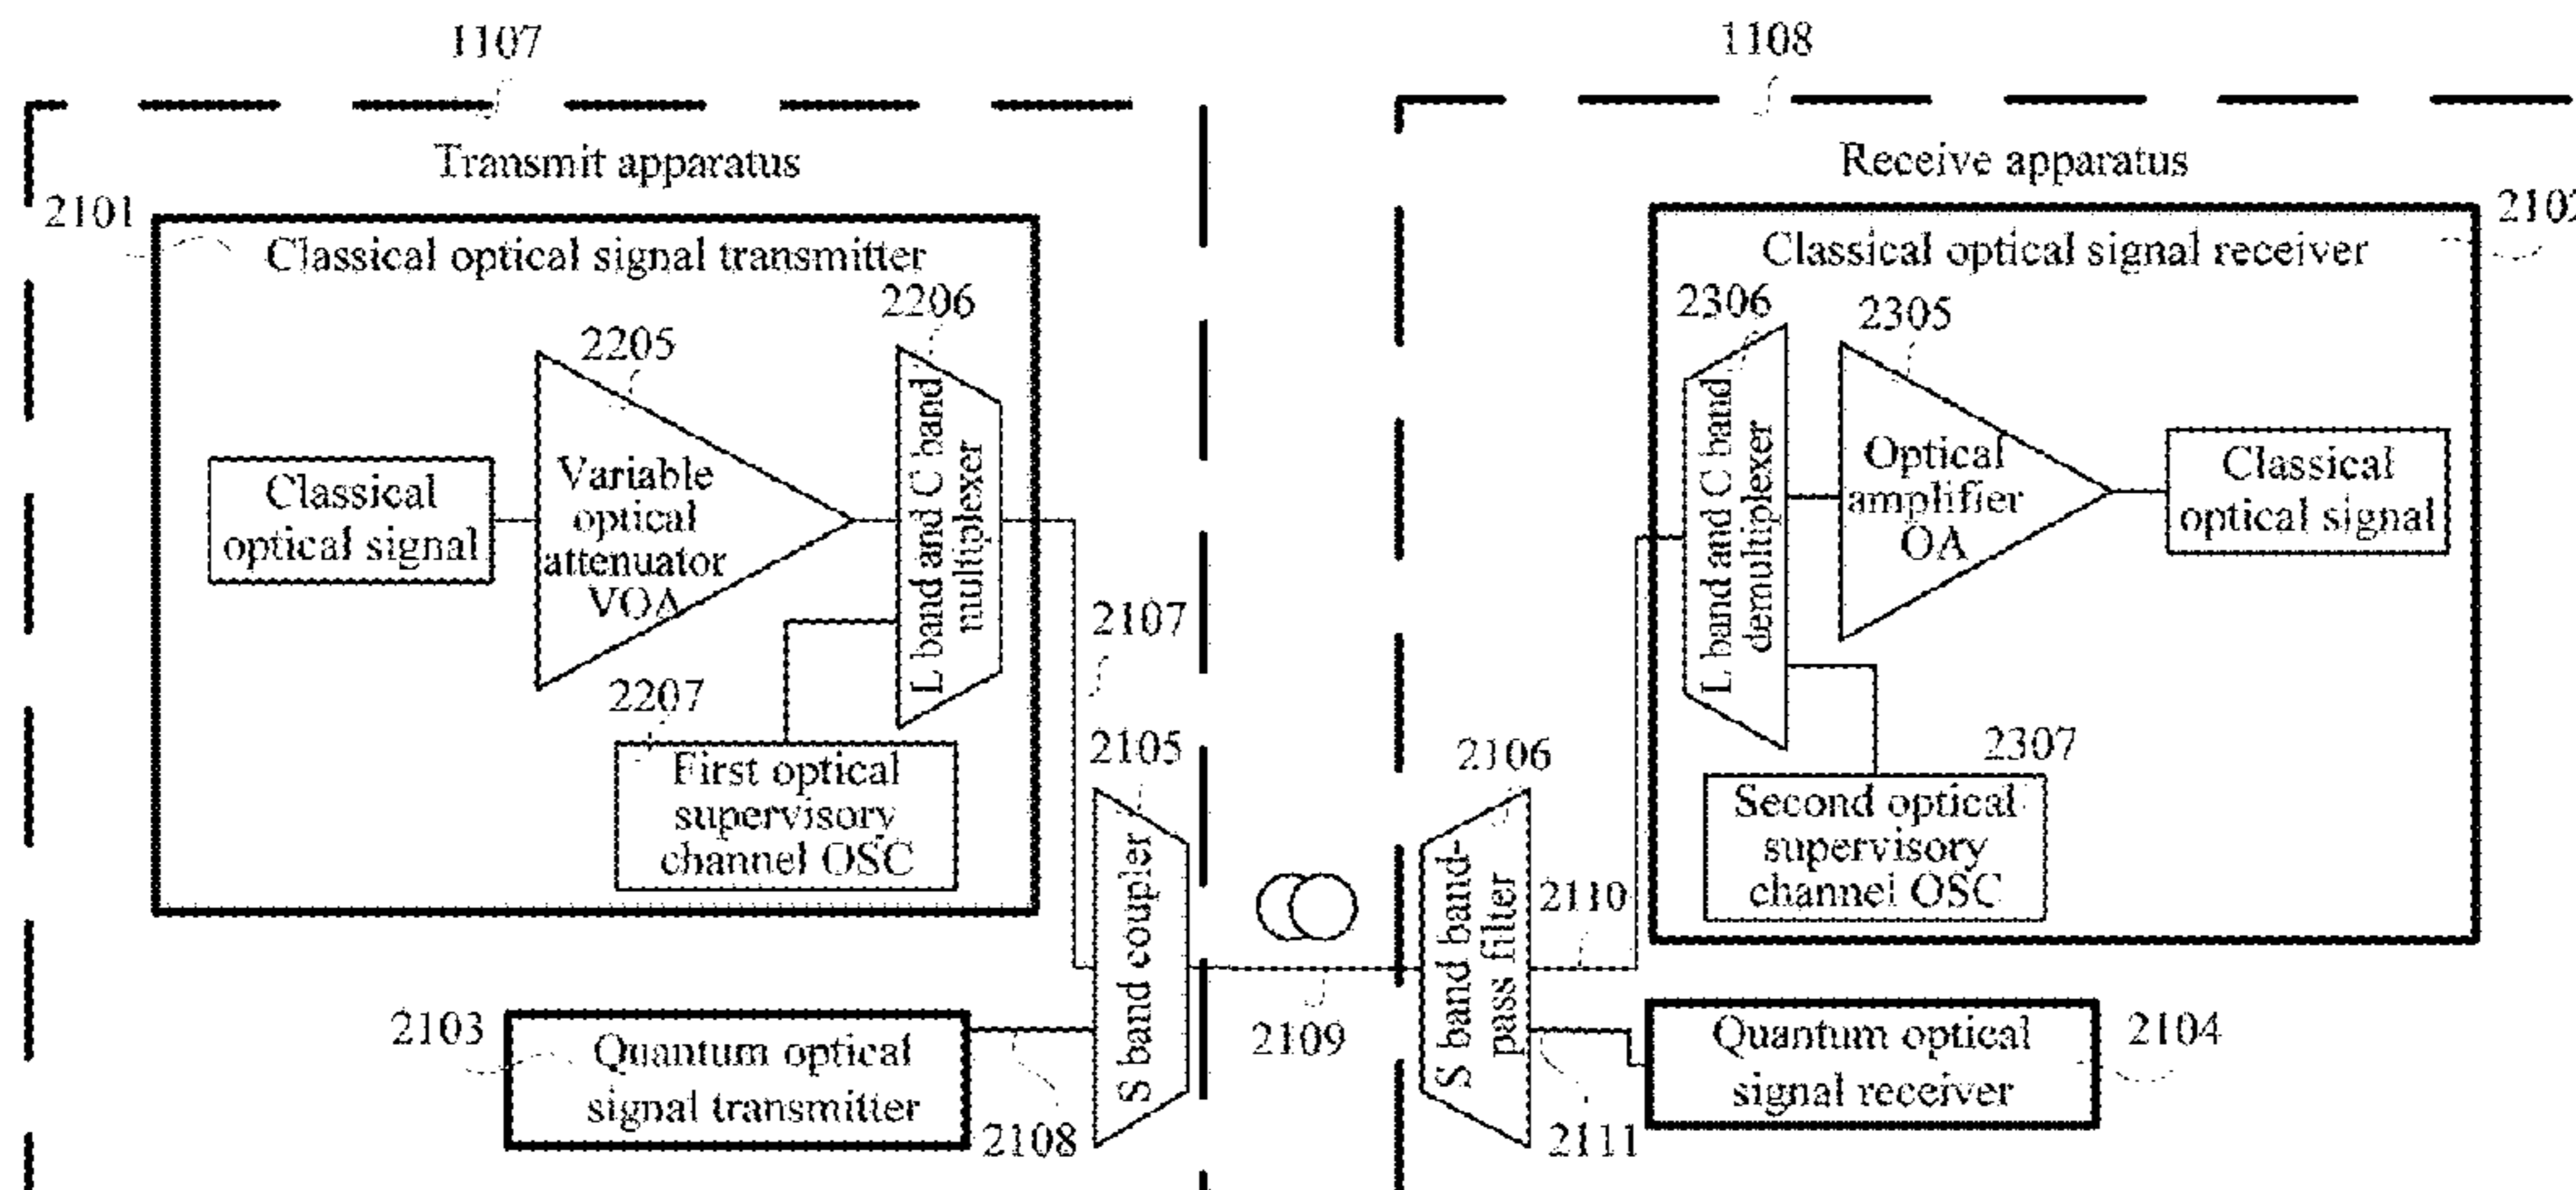 1107
1108
Transmit apparatus
Receive apparatus
2101
2102
Classical optical signal transmitter
Classical optical signal receiver
2205
2206
2306
2305
Classical
optical signal
Variable
optical
attenuator
VOA
L band and C band
multiplexer
L band and C band
demultiplexer
Optical
amplifier
OA
Classical
optical signal
2107
2207
First optical
supervisory
channel OSC
2105
2106
2307
Second optical
supervisory
channel OSC
S band coupler
S band band-
pass filter
2110
2103
Quantum optical
signal transmitter
2108
2109
2111
Quantum optical
signal receiver
2104